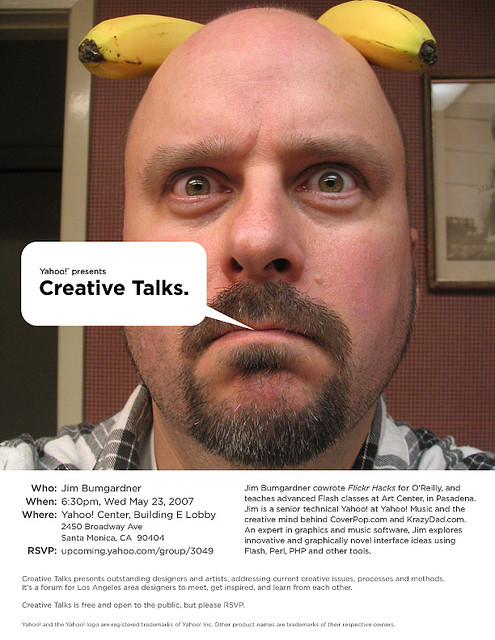 Yahoo!® presents
Creative Talks.
Who: Jim Bumgardner
When: 6:30pm, Wed May 23, 2007
Where: Yahoo! Center, Building E Lobby
2450 Broadway Ave
Santa Monica, CA 90404
RSVP: upcoming.yahoo.com/group/3049
Jim Bumgardner cowrote Flickr Hacks for O'Reilly, and
teaches advanced Flash classes at Art Center, in Pasadena.
Jim is a senior technical Yahoo! at Yahoo! Music and the
creative mind behind CoverPop.com and KrazyDad.com.
An expert in graphics and music software, Jim explores
innovative and graphically novel interface ideas using
Flash, Perl, PHP and other tools.
Creative Talks presents outstanding designers and artists, addressing current creative issues, processes and methods.
It's a forum for Los Angeles area designers to meet, get inspired, and learn from each other.
Creative Talks is free and open to the public, but please RSVP.
Yahoo! and the Yahoo! logo are registered trademarks of Yahoo! Inc. Other product names are trademarks of their respective owners.